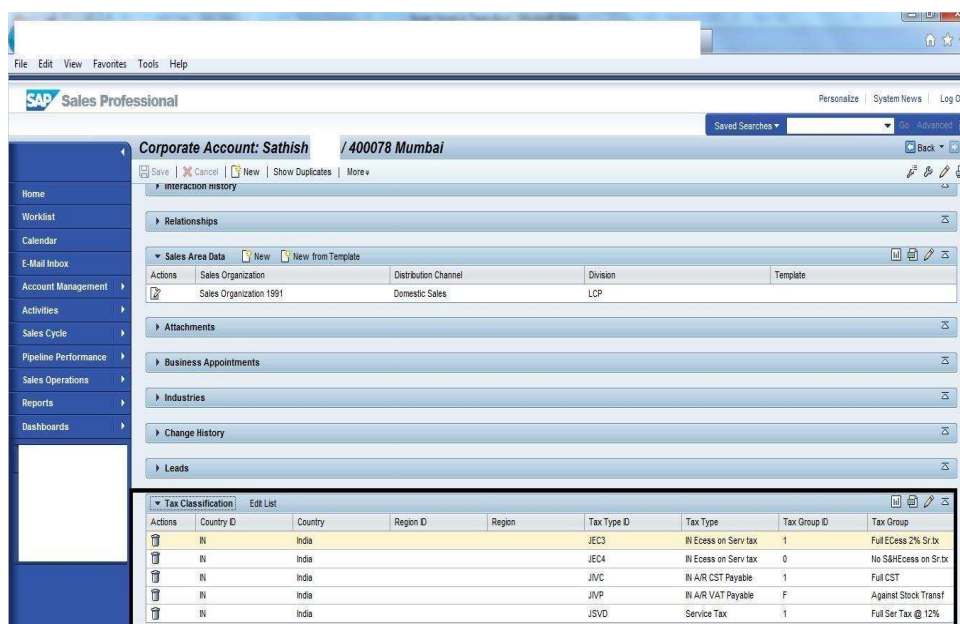 File Edit View Favorites Tools Help
SAP Sales Professional
Personalize System News Log O
Saved Searches Go Advanced
Corporate Account: Sathish / 400078 Mumbai
Back
Save Cancel New Show Duplicates More
Interaction History
Home
Worklist
Calendar
E-Mail Inbox
Account Management
Activities
Sales Cycle
Pipeline Performance
Sales Operations
Reports
Dashboards
Relationships
Sales Area Data New New from Template
Actions Sales Organization Distribution Channel Division Template
Sales Organization 1991 Domestic Sales LCP
Attachments
Business Appointments
Industries
Change History
Leads
Tax Classification Edit List
Actions Country ID Country Region ID Region Tax Type ID Tax Type Tax Group ID Tax Group
IN India JEC3 IN Ecess on Serv tax 1 Full ECess 2% Sr.tx
IN India JEC4 IN Ecess on Serv tax 0 No S&HEcess on Sr.tx
IN India JIVC IN A/R CST Payable 1 Full CST
IN India JIVP IN A/R VAT Payable F Against Stock Transf
IN India JSVD Service Tax 1 Full Ser Tax @ 12%